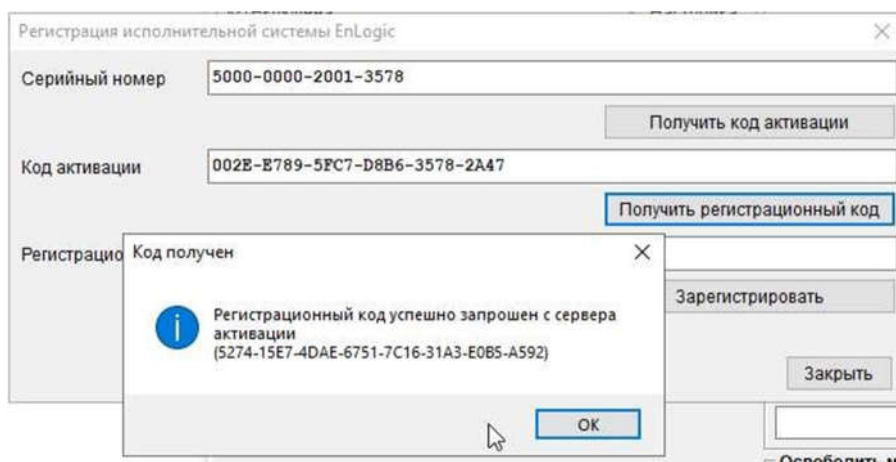 Регистрация исполнительной системы EnLogic
Серийный номер
5000-0000-2001-3578
Получить код активации
Код активации
002E-E789-5FC7-D8B6-3578-2A47
Получить регистрационный код
Регистрацио
Код получен
Регистрационный код успешно запрошен с сервера
активации
(5274-15E7-4DAE-6751-7C16-31A3-E0B5-A592)
OK
Зарегистрировать
Закрыть